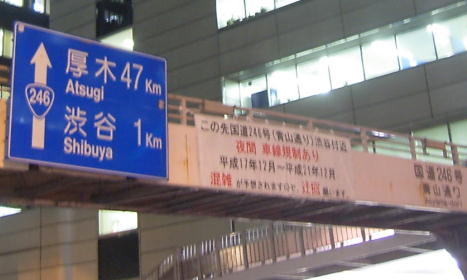 厚木 47 Km
Atsugi
246
渋谷 1 Km
Shibuya
この先国道246号(青山通り)渋谷付近
夜間 車線規制あり
平成17年12月～平成21年12月
混雑が予想されますので、迂回願います
国道246号
青山通り
Aoyama-dori